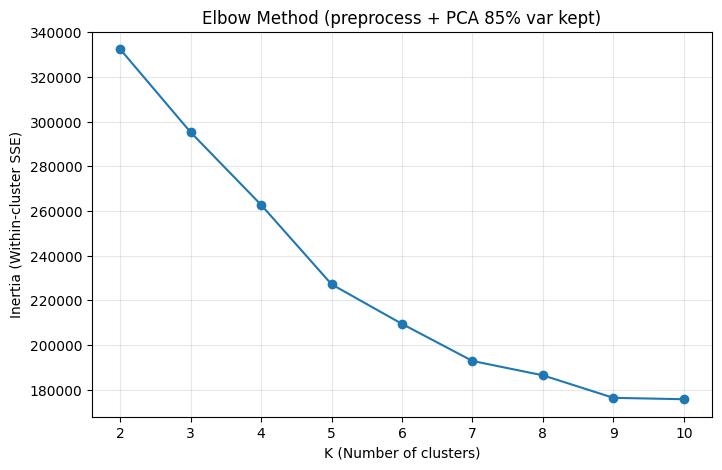 Elbow Method (preprocess + PCA 85% var kept)
340000
320000
300000
280000
260000
240000
220000
200000
180000
Inertia (Within-cluster SSE)
2 3 4 5 6 7 8 9 10
K (Number of clusters)